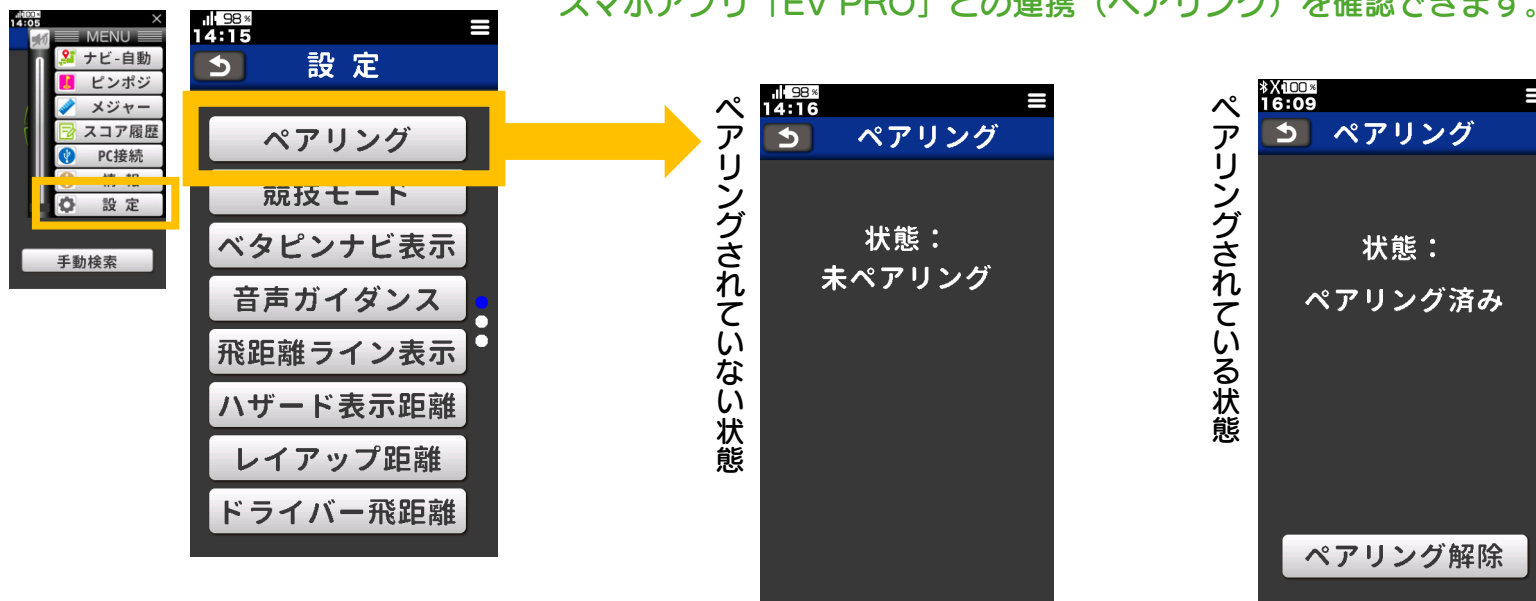 スマホアプリ「EV PRO」との連携（ペアリング）を確認できます。
14:05
×
MENU
ナビ-自動
ピンポジ
メジャー
スコア履歴
PC接続
情 報
設 定
手動検索
98%
14:15
設 定
ペアリング
競技モード
ベタピンナビ表示
音声ガイダンス
飛距離ライン表示
ハザード表示距離
レイアップ距離
ドライバー飛距離
ペアリングされていない状態
98%
14:16
ペアリング
状態：
未ペアリング
ペアリングされている状態
100%
16:09
ペアリング
状態：
ペアリング済み
ペアリング解除